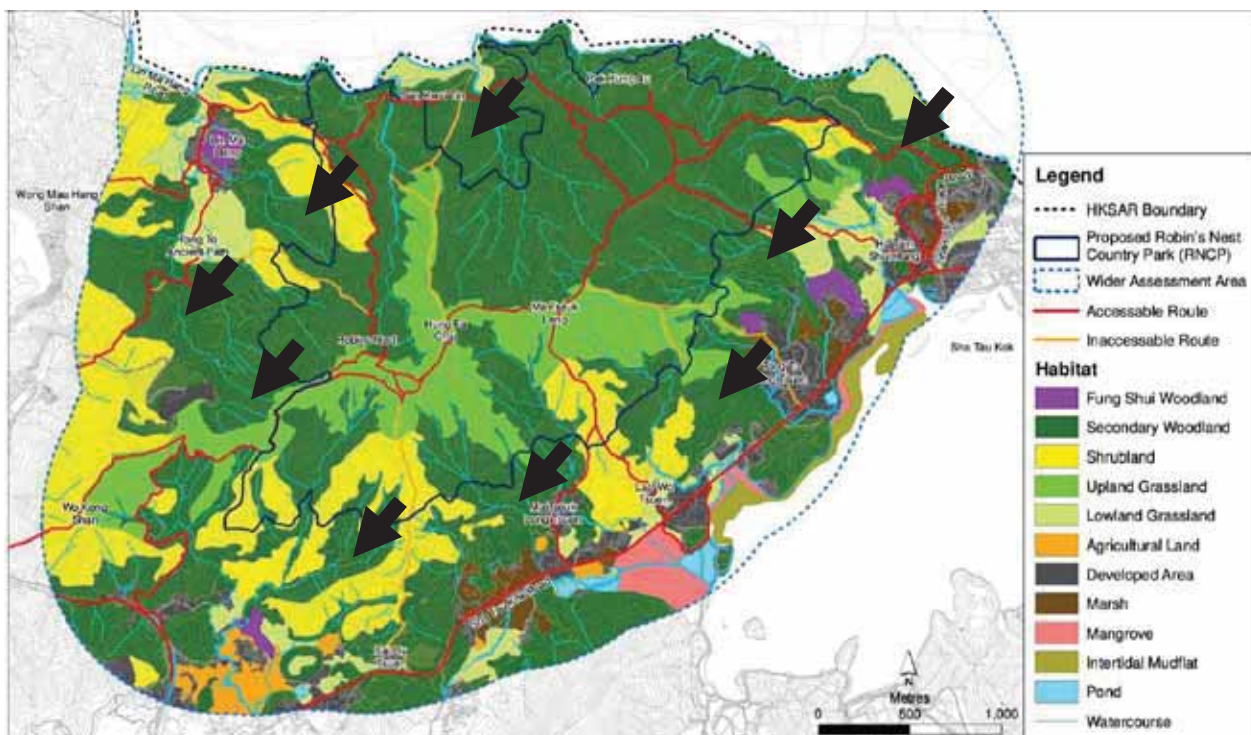 Wong Mau Hang
Shan
Robin's Nest
Hung Fa
Chai
Wo Keng
Shan
Sha Tau Kok
N
Metres
0 500 1,000
Legend
HKSAR Boundary
Proposed Robin's Nest
Country Park (RNCP)
Wider Assessment Area
Accessable Route
Inaccessable Route
Habitat
Fung Shui Woodland
Secondary Woodland
Shrubland
Upland Grassland
Lowland Grassland
Agricultural Land
Developed Area
Marsh
Mangrove
Intertidal Mudflat
Pond
Watercourse